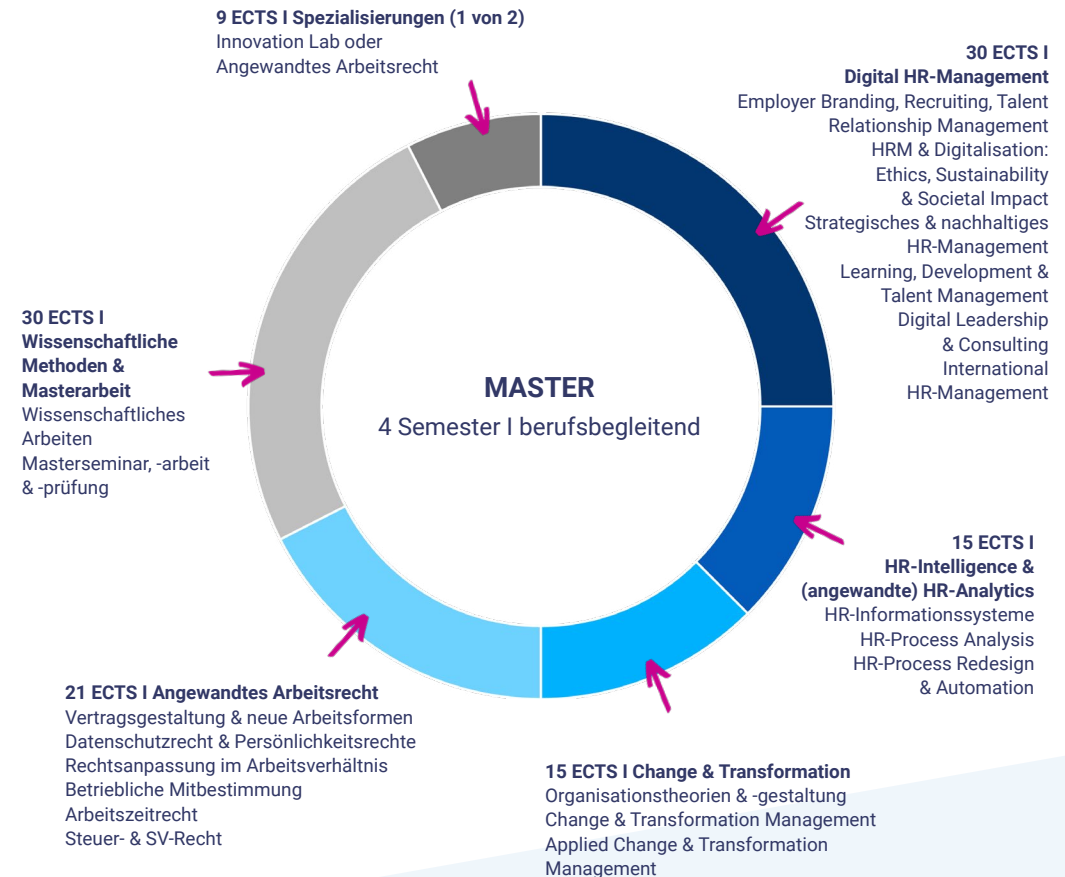 9 ECTS I Spezialisierungen (1 von 2)
Innovation Lab oder
Angewandtes Arbeitsrecht
30 ECTS I
Digital HR-Management
Employer Branding, Recruiting, Talent
Relationship Management
HRM & Digitalisation:
Ethics, Sustainability
& Societal Impact
Strategisches & nachhaltiges
HR-Management
Learning, Development &
Talent Management
Digital Leadership
& Consulting
International
HR-Management
30 ECTS I
Wissenschaftliche
Methoden &
Masterarbeit
Wissenschaftliches
Arbeiten
Masterseminar, -arbeit
& -prüfung
MASTER
4 Semester I berufsbegleitend
15 ECTS I
HR-Intelligence &
(angewandte) HR-Analytics
HR-Informationssysteme
HR-Process Analysis
HR-Process Redesign
& Automation
21 ECTS I Angewandtes Arbeitsrecht
Vertragsgestaltung & neue Arbeitsformen
Datenschutzrecht & Persönlichkeitsrechte
Rechtsanpassung im Arbeitsverhältnis
Betriebliche Mitbestimmung
Arbeitszeitrecht
Steuer- & SV-Recht
15 ECTS I Change & Transformation
Organisationstheorien & -gestaltung
Change & Transformation Management
Applied Change & Transformation
Management